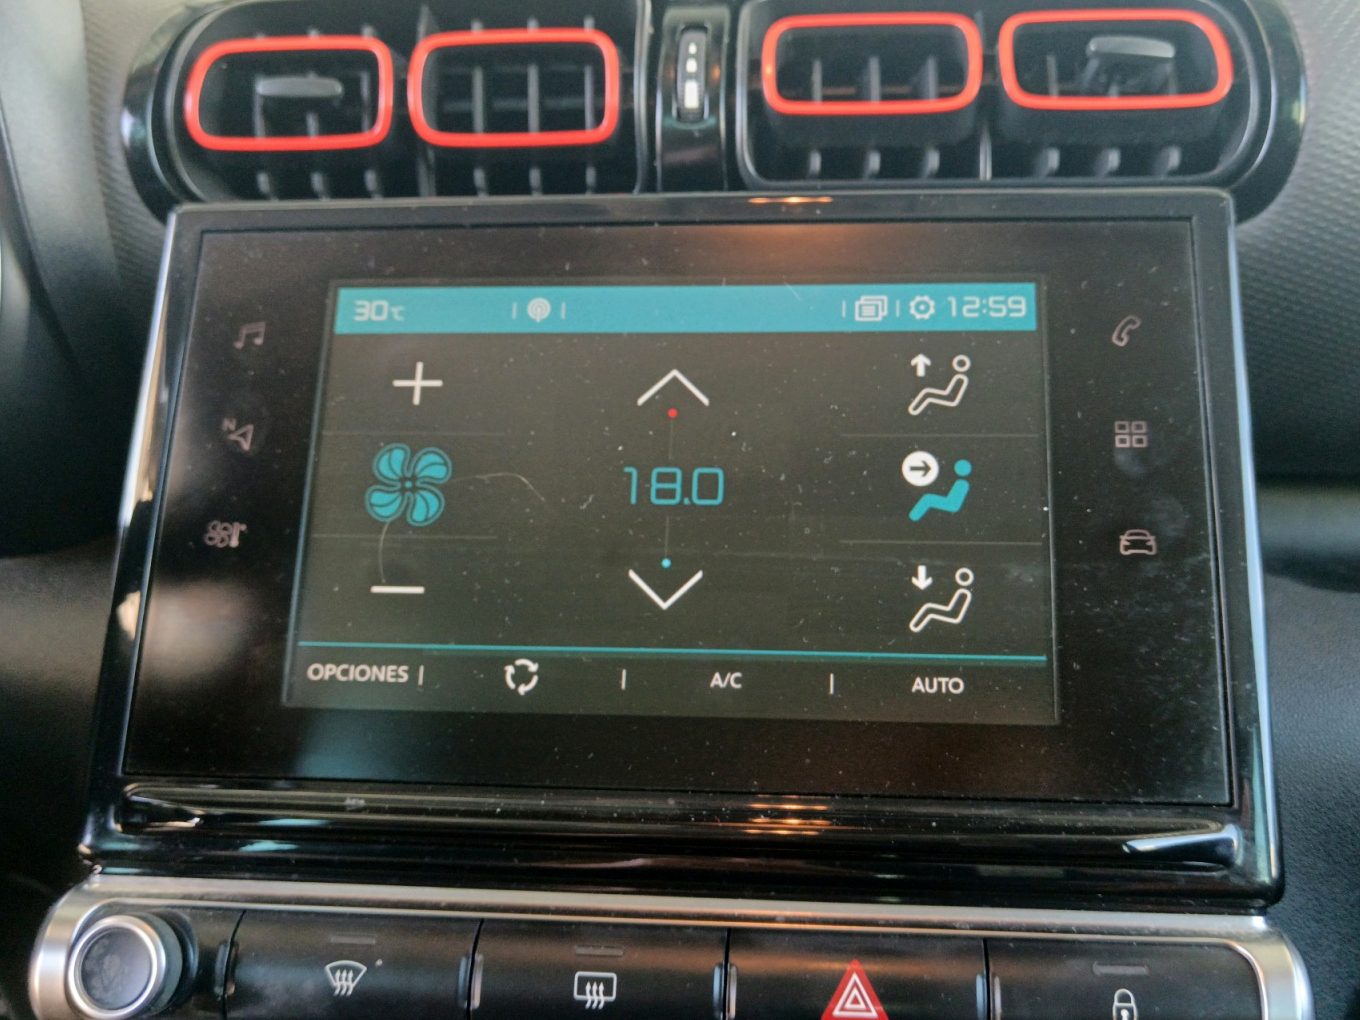 30°C 12:59
N
18.0
OPCIONES A/C AUTO